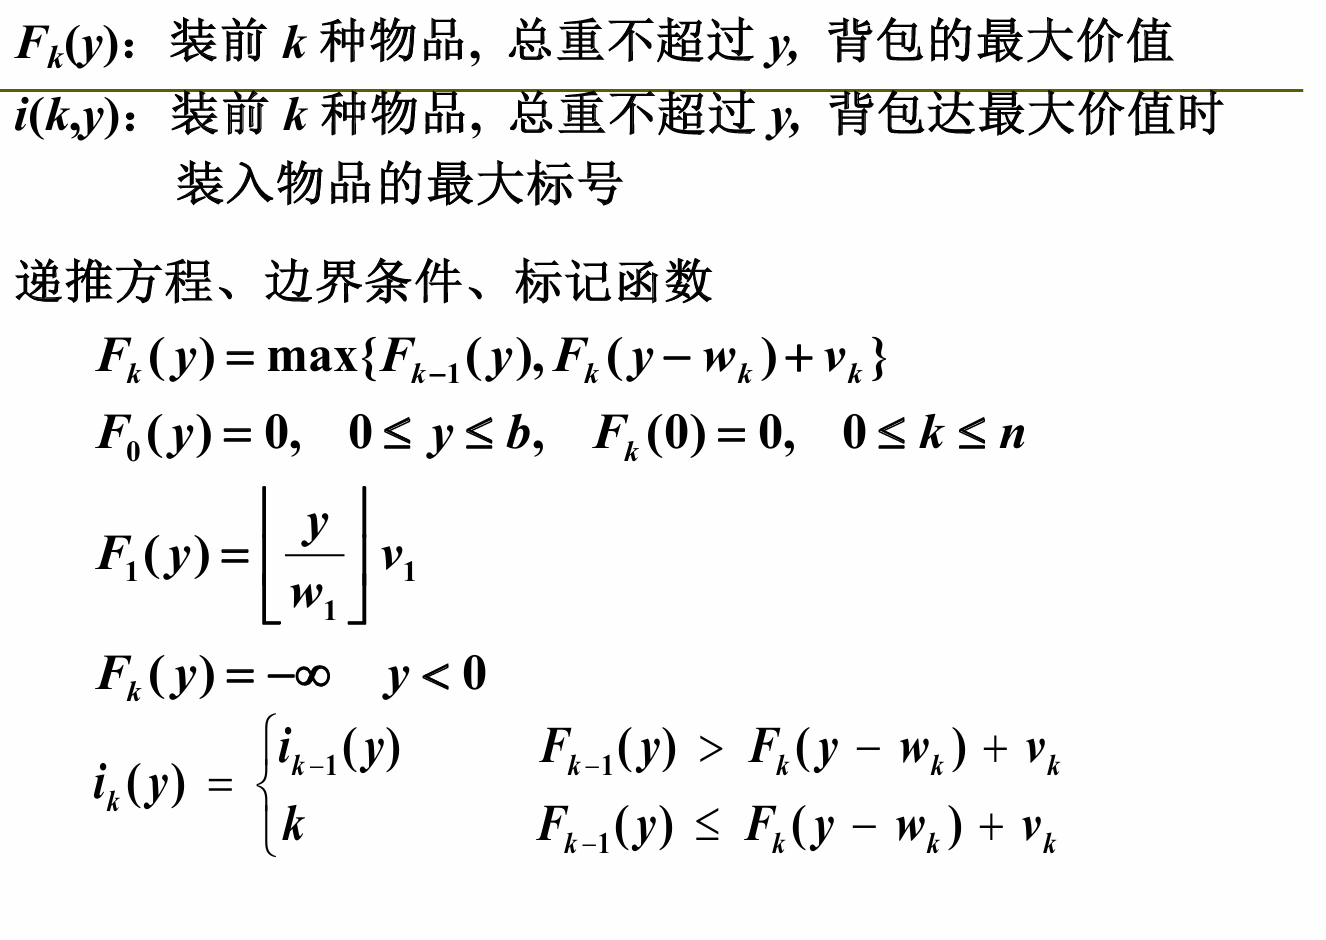 Fₖ(y)：装前 k 种物品, 总重不超过 y, 背包的最大价值
i(k,y)：装前 k 种物品, 总重不超过 y, 背包达最大价值时
装入物品的最大标号
递推方程、边界条件、标记函数
Fₖ(y) = max{Fₖ₋₁(y), Fₖ(y − wₖ) + vₖ}
F₀(y) = 0, 0 ≤ y ≤ b, Fₖ(0) = 0, 0 ≤ k ≤ n
F₁(y) = ⌊y/w₁⌋ v₁
Fₖ(y) = −∞ y < 0
iₖ(y) = { iₖ₋₁(y) Fₖ₋₁(y) > Fₖ(y − wₖ) + vₖ
k Fₖ₋₁(y) ≤ Fₖ(y − wₖ) + vₖ